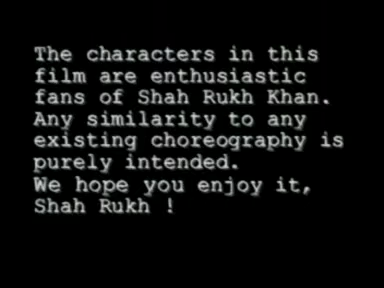 The characters in this
film are enthusiastic
fans of Shah Rukh Khan.
Any similarity to any
existing choreography is
purely intended.
We hope you enjoy it,
Shah Rukh !